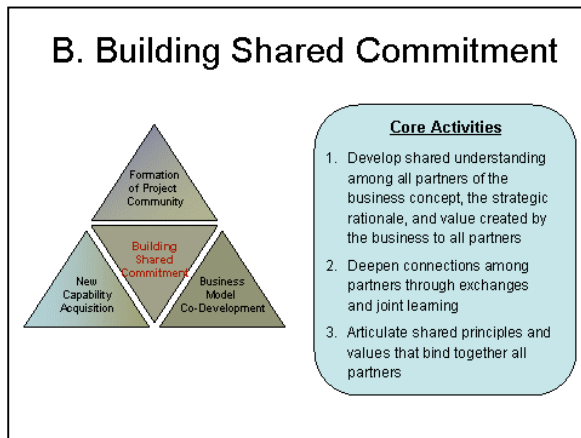 B. Building Shared Commitment
Formation
of Project
Community
Building
Shared
Commitment
New
Capability
Acquisition
Business
Model
Co-Development
Core Activities
1. Develop shared understanding
among all partners of the
business concept, the strategic
rationale, and value created by
the business to all partners
2. Deepen connections among
partners through exchanges
and joint learning
3. Articulate shared principles and
values that bind together all
partners